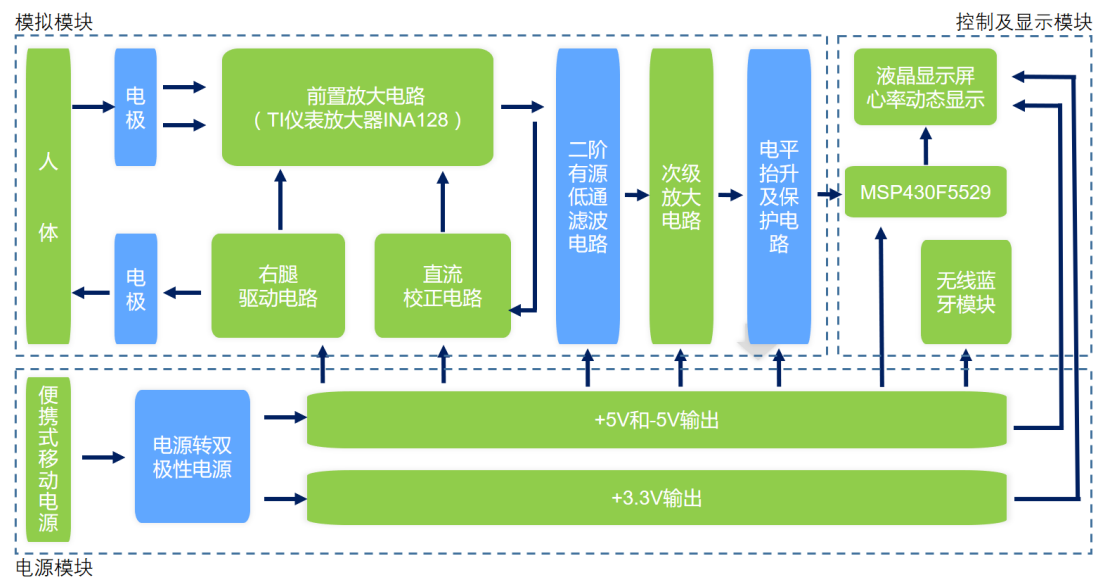 模拟模块
控制及显示模块
人
体
电
极
前置放大电路
（TI仪表放大器INA128）
二阶
有源
低通
滤波
电路
次级
放大
电路
电平
抬升
及保
护电
路
液晶显示屏
心率动态显示
MSP430F5529
电
极
右腿
驱动电路
直流
校正电路
无线蓝
牙模块
便
携
式
移
动
电
源
电源转双
极性电源
+5V和-5V输出
+3.3V输出
电源模块